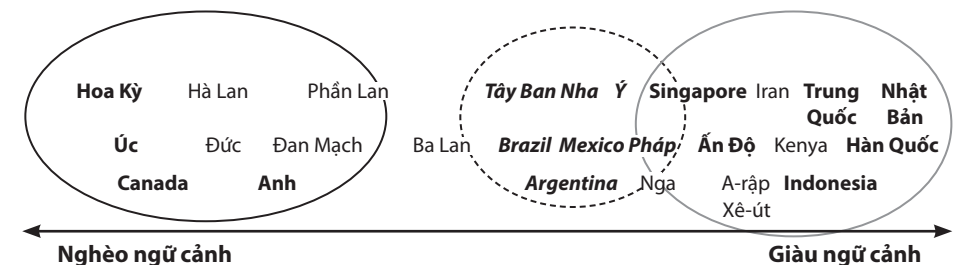 Hoa Kỳ Hà Lan Phần Lan Tây Ban Nha Ý Singapore Iran Trung Nhật
Quốc Bản
Úc Đức Đan Mạch Ba Lan Brazil Mexico Pháp Ấn Độ Kenya Hàn Quốc
Canada Anh Argentina Nga A-rập Indonesia
Xê-út
Nghèo ngữ cảnh Giàu ngữ cảnh